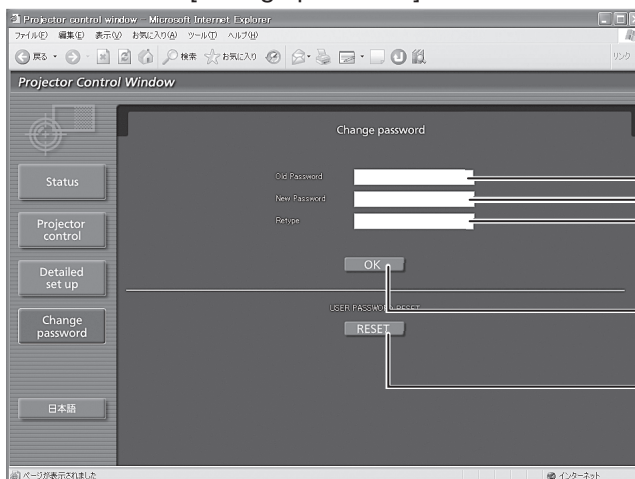 Projector control window - Microsoft Internet Explorer
ファイル(F) 編集(E) 表示(V) お気に入り(A) ツール(T) ヘルプ(H)
戻る 検索 お気に入り リンク
Projector Control Window
Change password
Old Password
New Password
Retype
OK
USER PASSWORD RESET
RESET
Status
Projector
control
Detailed
set up
Change
password
日本語
ページが表示されました インターネット